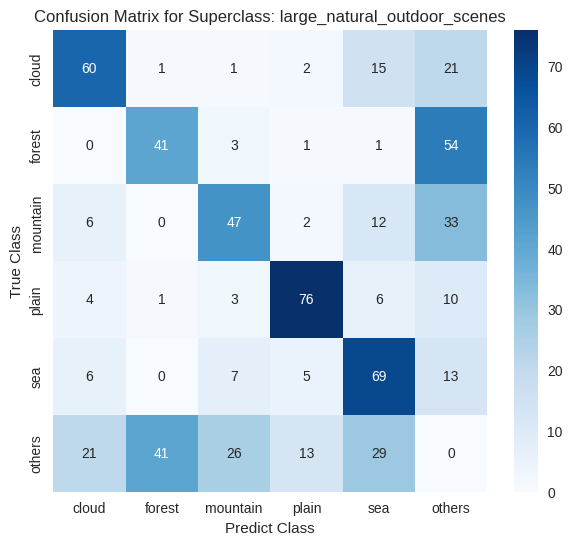 Confusion Matrix for Superclass: large_natural_outdoor_scenes
True Class
cloud 60 1 1 2 15 21
forest 0 41 3 1 1 54
mountain 6 0 47 2 12 33
plain 4 1 3 76 6 10
sea 6 0 7 5 69 13
others 21 41 26 13 29 0
cloud forest mountain plain sea others
Predict Class
70
60
50
40
30
20
10
0